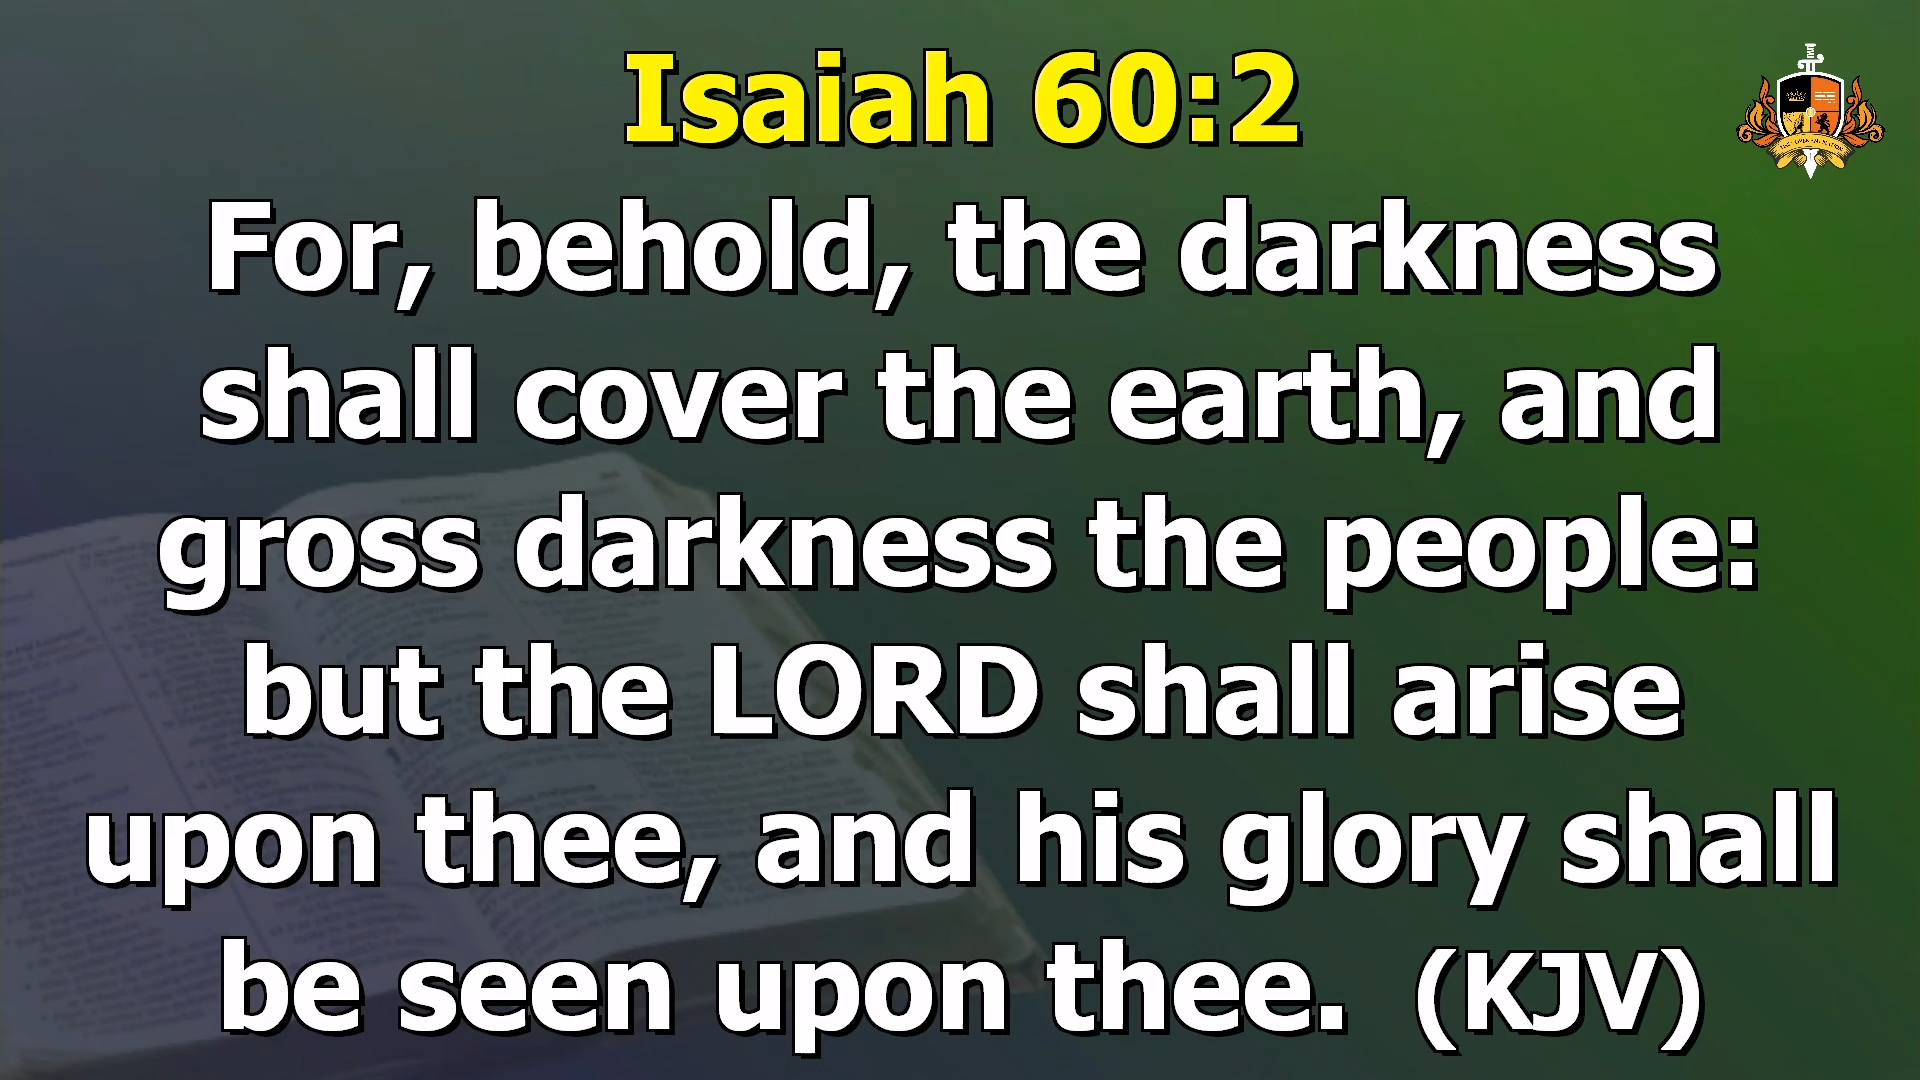 Isaiah 60:2
For, behold, the darkness
shall cover the earth, and
gross darkness the people:
but the LORD shall arise
upon thee, and his glory shall
be seen upon thee.  (KJV)